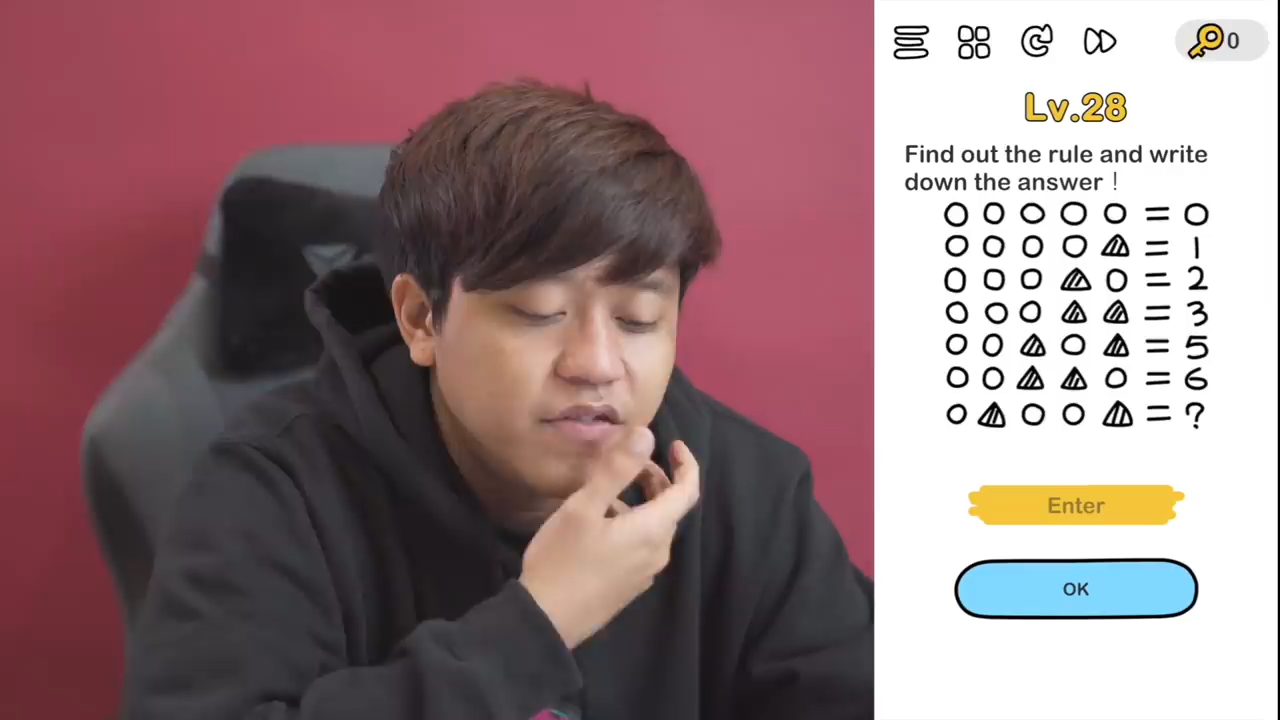 0
Lv.28
Find out the rule and write
down the answer !
O O O O O = 0
O O O O △ = 1
O O O △ O = 2
O O O △ △ = 3
O O △ O △ = 5
O O △ △ O = 6
O △ O O △ = ?
Enter
OK